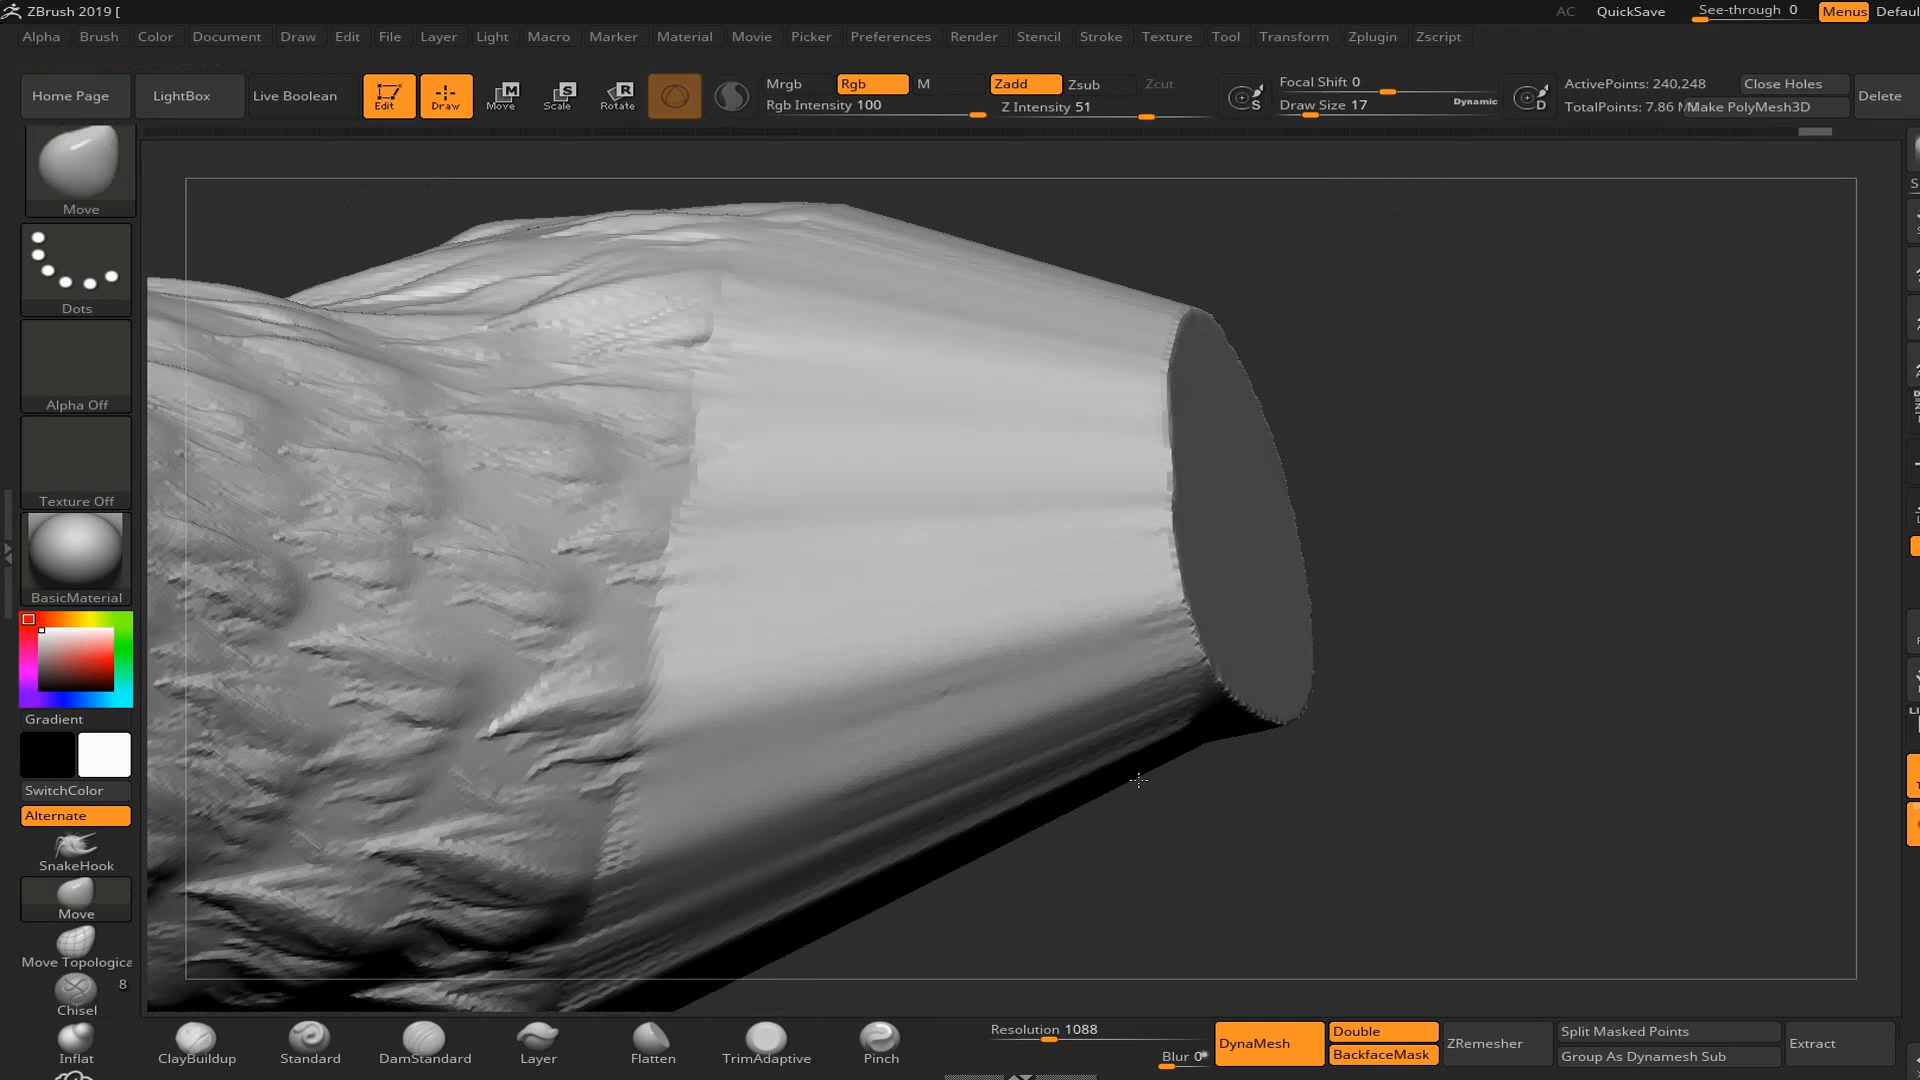 ZBrush 2019 [
AC QuickSave See-through 0 Menus Defaul
Alpha Brush Color Document Draw Edit File Layer Light Macro Marker Material Movie Picker Preferences Render Stencil Stroke Texture Tool Transform Zplugin Zscript
Home Page LightBox Live Boolean Edit Draw Move Scale Rotate
Mrgb Rgb M Zadd Zsub Zcut
Rgb Intensity 100 Z Intensity 51
Focal Shift 0
Draw Size 17 Dynamic
ActivePoints: 240,248 Close Holes
TotalPoints: 7.86 Make PolyMesh3D
Delete
Move
Dots
Alpha Off
Texture Off
BasicMaterial
Gradient
SwitchColor
Alternate
SnakeHook
Move
Move Topologica
8
Chisel
Inflat
ClayBuildup Standard DamStandard Layer Flatten TrimAdaptive Pinch
Resolution 1088
Blur 0
DynaMesh
Double
BackfaceMask
ZRemesher
Split Masked Points
Group As Dynamesh Sub
Extract